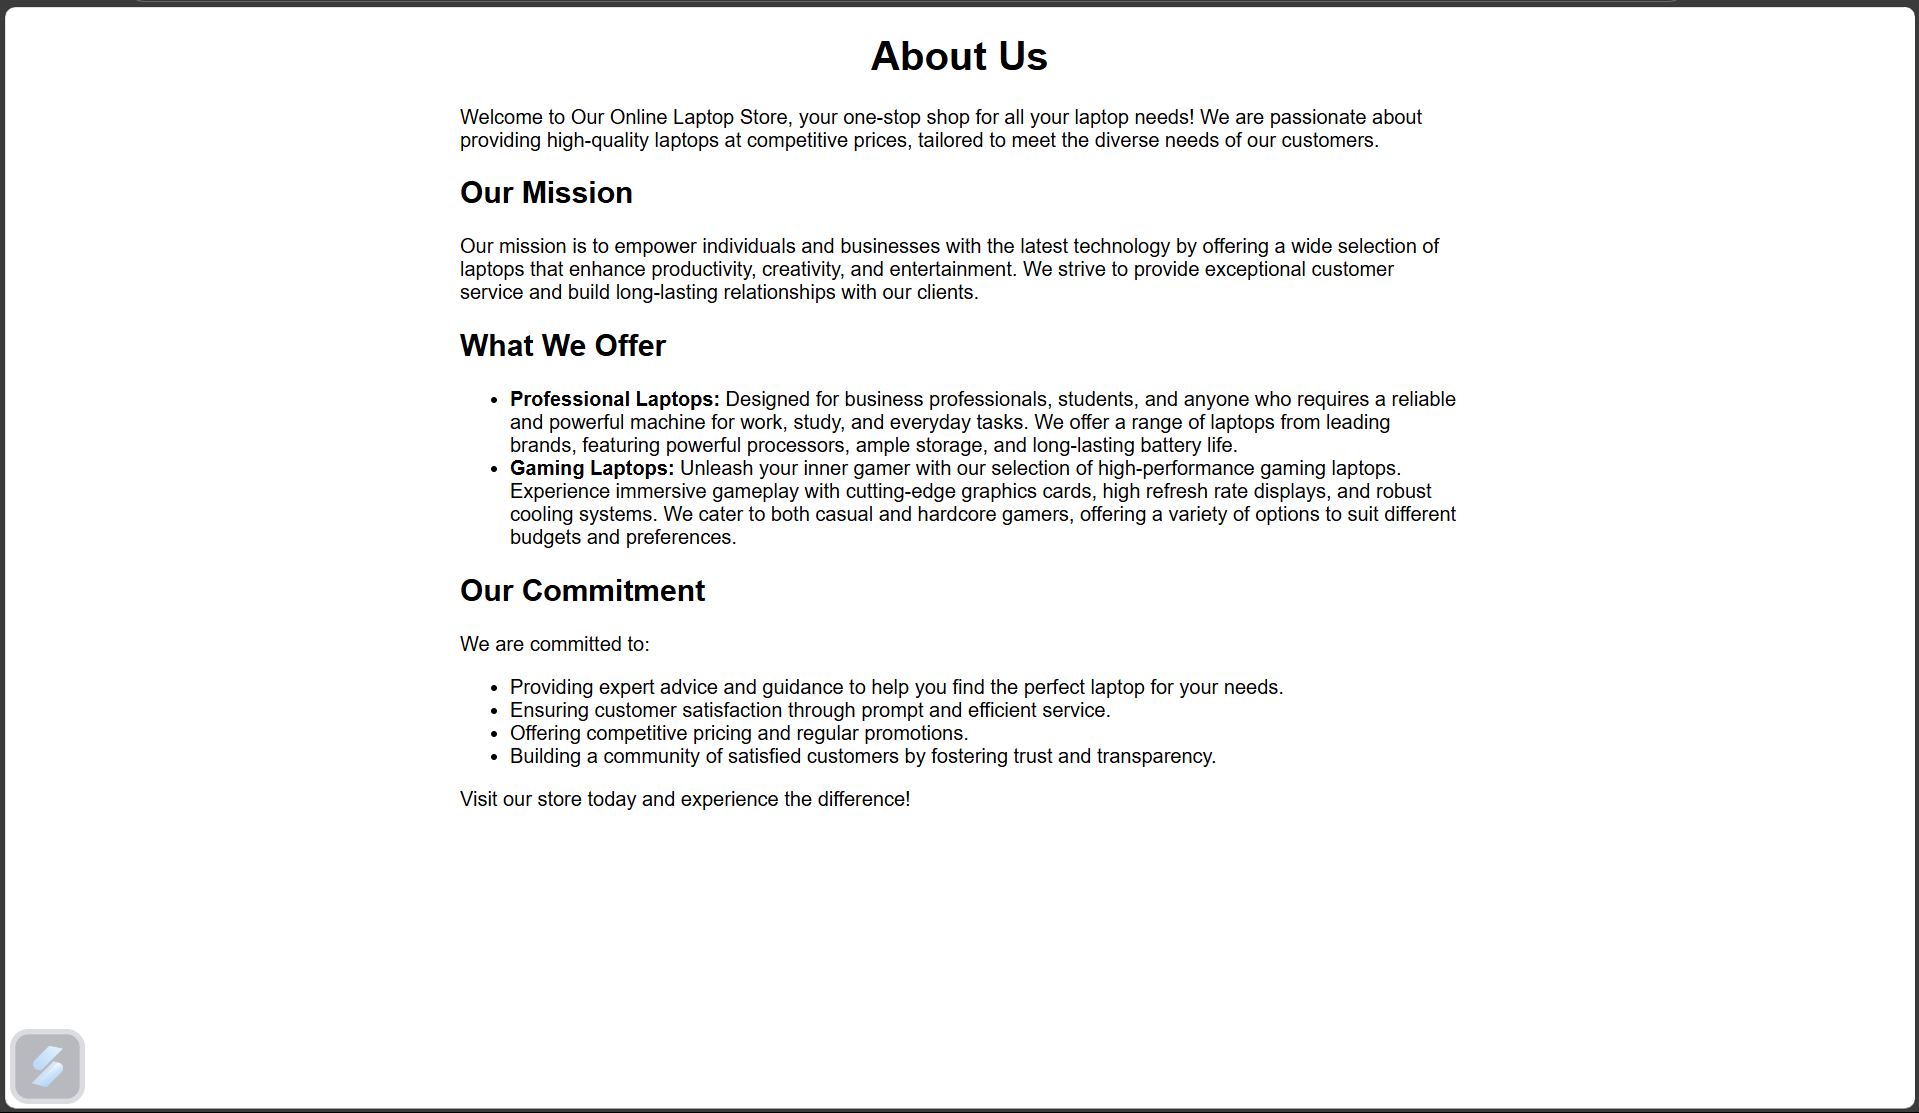 About Us
Welcome to Our Online Laptop Store, your one-stop shop for all your laptop needs! We are passionate about
providing high-quality laptops at competitive prices, tailored to meet the diverse needs of our customers.
Our Mission
Our mission is to empower individuals and businesses with the latest technology by offering a wide selection of
laptops that enhance productivity, creativity, and entertainment. We strive to provide exceptional customer
service and build long-lasting relationships with our clients.
What We Offer
• Professional Laptops: Designed for business professionals, students, and anyone who requires a reliable
and powerful machine for work, study, and everyday tasks. We offer a range of laptops from leading
brands, featuring powerful processors, ample storage, and long-lasting battery life.
• Gaming Laptops: Unleash your inner gamer with our selection of high-performance gaming laptops.
Experience immersive gameplay with cutting-edge graphics cards, high refresh rate displays, and robust
cooling systems. We cater to both casual and hardcore gamers, offering a variety of options to suit different
budgets and preferences.
Our Commitment
We are committed to:
• Providing expert advice and guidance to help you find the perfect laptop for your needs.
• Ensuring customer satisfaction through prompt and efficient service.
• Offering competitive pricing and regular promotions.
• Building a community of satisfied customers by fostering trust and transparency.
Visit our store today and experience the difference!